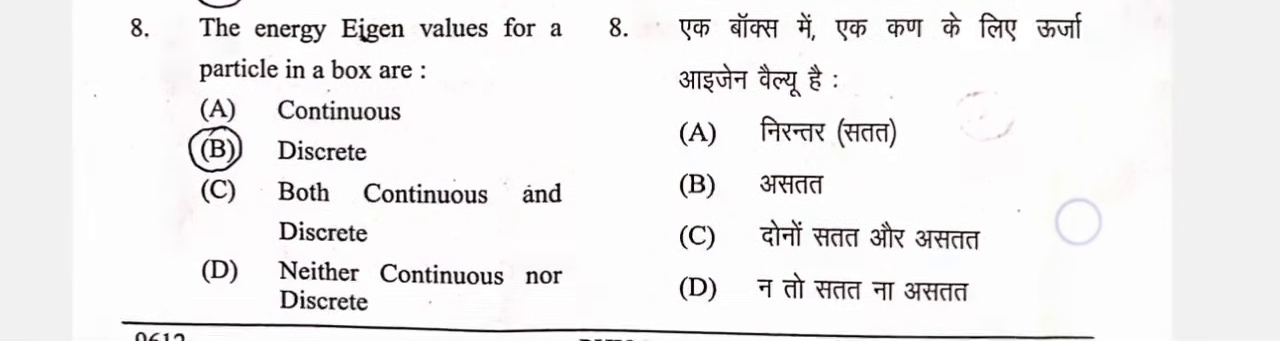 8. The energy Eigen values for a
particle in a box are :
(A) Continuous
(B) Discrete
(C) Both Continuous and
Discrete
(D) Neither Continuous nor
Discrete
8. एक बॉक्स में, एक कण के लिए ऊर्जा
आइजेन वैल्यू है :
(A) निरन्तर (सतत)
(B) असतत
(C) दोनों सतत और असतत
(D) न तो सतत ना असतत